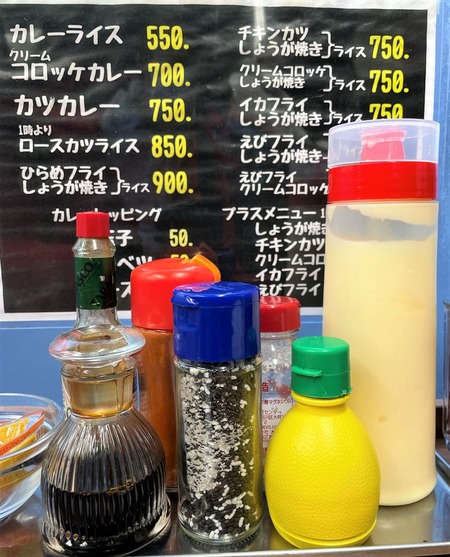 カレーライス 550.
クリーム
コロッケカレー 700.
カツカレー 750.
1時より
ロースカツライス 850.
ひらめフライ
しょうが焼き ライス 900.
カレー ッピング
子 50.
ベツ
チキンカツ
しょうが焼き ライス 750.
クリームコロッケ
しょうが焼き ライス 750.
イカフライ
しょうが焼き ライス 750
えびフライ
しょうが焼き
えびフライ
クリームコロッケ
プラスメニュー 1
しょうが
チキンカツ
クリームコロ
イカフライ
えびフライ